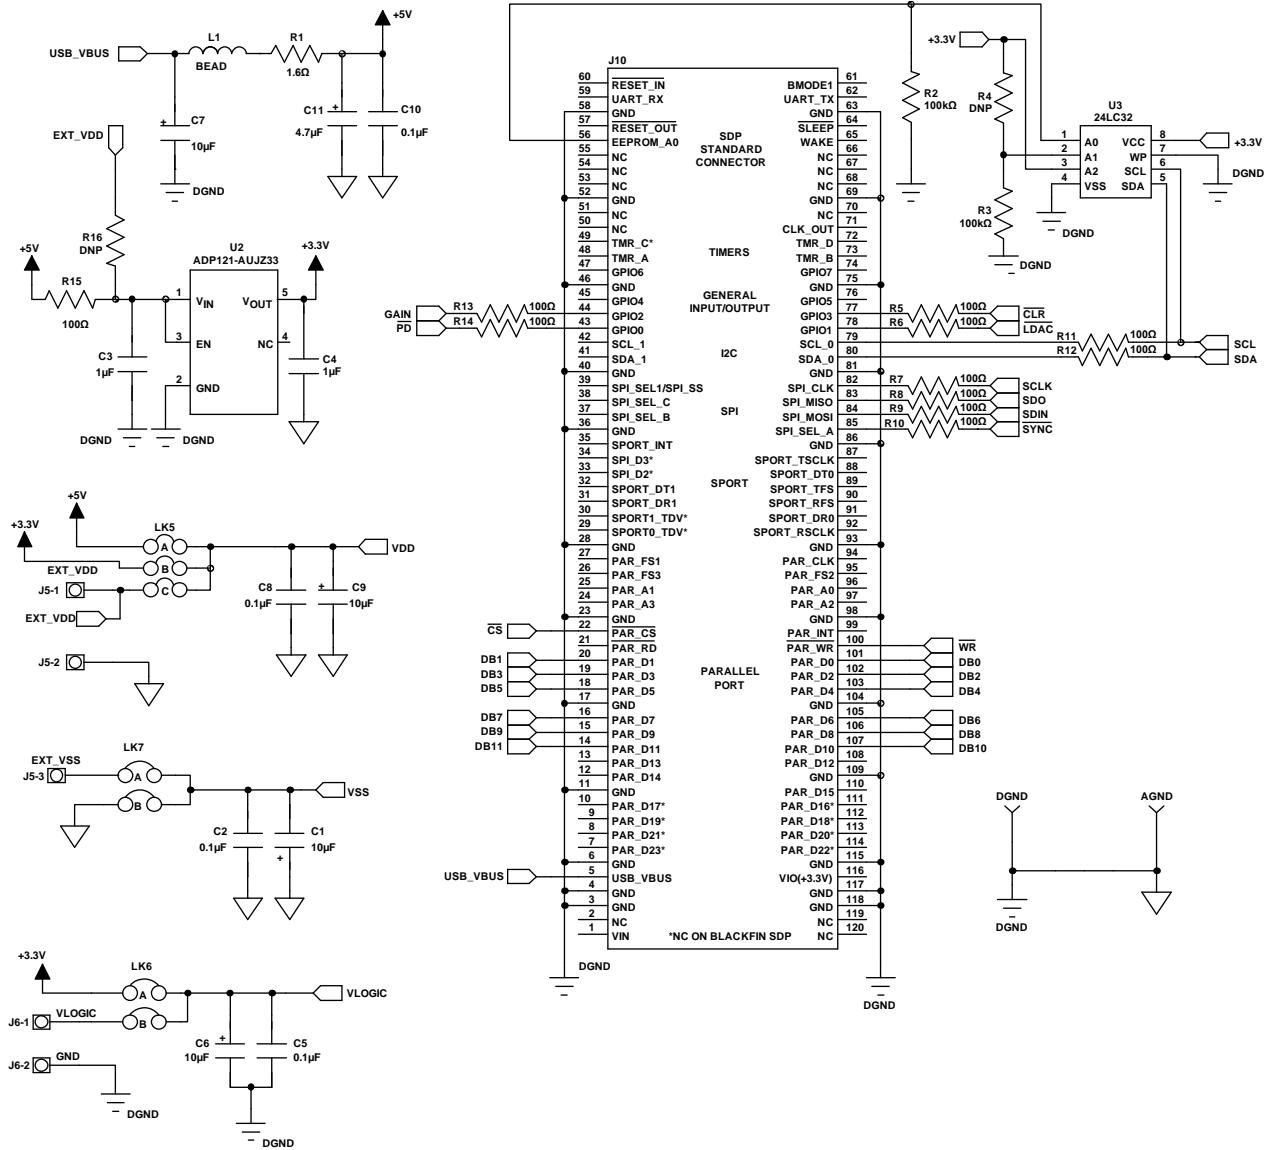 +5V
USB_VBUS
L1
BEAD
R1
1.6Ω
C7
10µF
+
DGND
C11
4.7µF
+
C10
0.1µF
EXT_VDD
R16
DNP
+5V
R15
100Ω
U2
ADP121-AUJZ33
1
VIN
VOUT
5
3
EN
NC
4
2
GND
+3.3V
C3
1µF
C4
1µF
DGND
DGND
+5V
+3.3V
LK5
A
B
C
EXT_VDD
J5-1
EXT_VDD
J5-2
VDD
C8
0.1µF
+
C9
10µF
LK7
EXT_VSS
J5-3
A
B
VSS
C2
0.1µF
C1
10µF
+
+3.3V
LK6
A
B
J6-1
VLOGIC
VLOGIC
J6-2
GND
DGND
C6
10µF
+
C5
0.1µF
DGND
J10
60 RESET_IN
59 UART_RX
58 GND
57 RESET_OUT
56 EEPROM_A0
55 NC
54 NC
53 NC
52 GND
51 NC
50 NC
49 TMR_C*
48 TMR_A
47 GPIO6
46 GND
45 GPIO4
44 GPIO2
43 GPIO0
42 SCL_1
41 SDA_1
40 GND
39 SPI_SEL1/SPI_SS
38 SPI_SEL_C
37 SPI_SEL_B
36 GND
35 SPORT_INT
34 SPI_D3*
33 SPI_D2*
32 SPORT_DT1
31 SPORT_DR1
30 SPORT1_TDV*
29 SPORT0_TDV*
28 GND
27 PAR_FS1
26 PAR_FS3
25 PAR_A1
24 PAR_A3
23 GND
22 PAR_CS
21 PAR_RD
20 PAR_D1
19 PAR_D3
18 PAR_D5
17 GND
16 PAR_D7
15 PAR_D9
14 PAR_D11
13 PAR_D13
12 PAR_D14
11 GND
10 PAR_D17*
9 PAR_D19*
8 PAR_D21*
7 PAR_D23*
6 GND
5 USB_VBUS
4 GND
3 GND
2 NC
1 VIN
SDP
STANDARD
CONNECTOR
TIMERS
GENERAL
INPUT/OUTPUT
I2C
SPI
SPORT
PARALLEL
PORT
*NC ON BLACKFIN SDP
BMODE1 61
UART_TX 62
GND 63
SLEEP 64
WAKE 65
NC 66
NC 67
NC 68
GND 69
NC 70
CLK_OUT 71
TMR_D 72
TMR_B 73
GPIO7 74
GND 75
GPIO5 76
GPIO3 77
GPIO1 78
SCL_0 79
SDA_0 80
GND 81
SPI_CLK 82
SPI_MISO 83
SPI_MOSI 84
SPI_SEL_A 85
GND 86
SPORT_TSCLK 87
SPORT_DT0 88
SPORT_TFS 89
SPORT_RFS 90
SPORT_DR0 91
SPORT_RSCLK 92
GND 93
PAR_CLK 94
PAR_FS2 95
PAR_A0 96
PAR_A2 97
GND 98
PAR_INT 99
PAR_WR 100
PAR_D0 101
PAR_D2 102
PAR_D4 103
GND 104
PAR_D6 105
PAR_D8 106
PAR_D10 107
PAR_D12 108
GND 109
PAR_D15 110
PAR_D16* 111
PAR_D18* 112
PAR_D20* 113
PAR_D22* 114
GND 115
VIO(+3.3V) 116
GND 117
GND 118
NC 119
NC 120
GAIN R13 100Ω
PD R14 100Ω
CS
DB1
DB3
DB5
DB7
DB9
DB11
USB_VBUS
DGND
DGND
R2
100kΩ
+3.3V
R4
DNP
R3
100kΩ
DGND
U3
24LC32
1 A0 VCC 8
2 A1 WP 7
3 A2 SCL 6
4 VSS SDA 5
+3.3V
DGND
DGND
R5 100Ω CLR
R6 100Ω LDAC
R11 100Ω SCL
R12 100Ω SDA
R7 100Ω SCLK
R8 100Ω SDO
R9 100Ω SDIN
R10 100Ω SYNC
WR
DB0
DB2
DB4
DB6
DB8
DB10
DGND
AGND
DGND